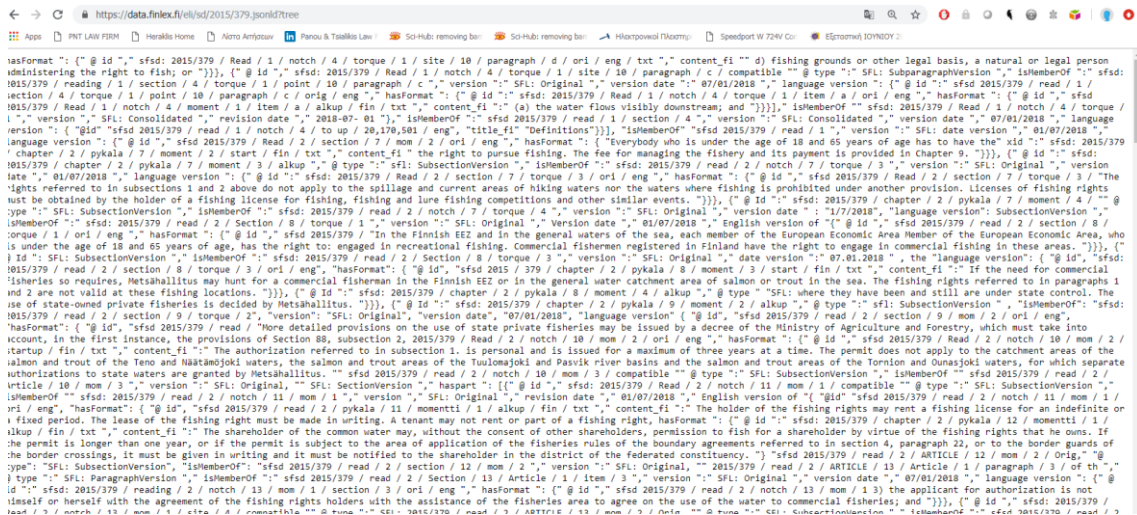 https://data.finlex.fi/eli/sd/2015/379.jsonld?tree
Apps PNT LAW FIRM Heraklis Home Λίστα Αιτήσεων Panou & Tsialikis Law Sci-Hub: removing bar Sci-Hub: removing bar Ηλεκτρονικοί Πλειστηρ Speedport W 724V Con Εξεταστική ΙΟΥΝΙΟΥ 2
hasFormat ": {" @ id "," sfsd: 2015/379 / Read / 1 / notch / 4 / torque / 1 / site / 10 / paragraph / d / ori / eng / txt "," content_fi "" d) fishing grounds or other legal basis, a natural or legal person
administering the right to fish; or "}}}, {" @ id "," sfsd: 2015/379 / Read / 1 / notch / 4 / torque / 1 / site / 10 / paragraph / c / compatible "" @ type ":" SFL: SubparagraphVersion "," isMemberOf ":" sfsd:
2015/379 / reading / 1 / section / 4 / torque / 1 / point / 10 / paragraph / c "," version ":" SFL: Original "," version date ":" 07/01/2018 "," language version ": {" @ id ":" sfsd: 2015/379 / read / 1 /
section / 4 / torque / 1 / point / 10 / paragraph / c / orig / eng "," hasFormat ": {" @ id ":" sfsd 2015/379 / Read / 1 / notch / 4 / torque / 1 / item / a / ori / eng "," hasFormat ": {" @ id "," sfsd
2015/379 / Read / 1 / notch / 4 / moment / 1 / item / a / alkup / fin / txt "," content_fi ":" (a) the water flows visibly downstream; and "}}}}]," isMemberOf "" sfsd: 2015/379 / Read / 1 / notch / 4 / torque /
1 "," version "," SFL: Consolidated "," revision date "," 2018-07- 01 "}," isMemberOf ":" sfsd: 2015/379 / read / 1 / section / 4 "," version ":" SFL: Consolidated "," version date ":" 07/01/2018 "," language
version ": { "@id" "sfsd 2015/379 / read / 1 / notch / 4 / to up / 20,170,501 / eng", "title_fi" "Definitions"}}], "isMemberOf" "sfsd 2015/379 / read / 1 "," version ":" SFL: date version "," 01/07/2018 ","
language version ": {" @ id "," sfsd 2015/379 / Read / 2 / section / 7 / mom / 2 / ori / eng "," hasFormat ": { "Everybody who is under the age of 18 and 65 years of age has to have the" xid ":" sfsd: 2015/379
/ chapter / 2 / pykala / 7 / moment / 2 / start / fin / txt "," content_fi ":" the right to pursue fishing. The fee for managing the fishery and its payment is provided in Chapter 9. "}}}, {" @ id ":" sfsd:
2015/379 / chapter / 2 / pykala / 7 / moment / 3 / alkup "," @ type ":" sfl: SubsectionVersion "," isMemberOf ":" sfsd: 2015/379 / read / 2 / notch / 7 / torque / 3 "," version ":" SFL: Original "," version
date "," 01/07/2018 "," language version ": {" @ id "," sfsd 2015/379 / Read / 2 / section / 7 / mom / 3 / ori / eng "," hasFormat ": {" @ id "," sfsd 2015/379 / read / 2 / notch / 7 / torque / 3 / "The
rights referred to in subsections 1 and 2 above do not apply to the spillage and current areas of hiking waters nor the waters where fishing is prohibited under another provision. Licenses of fishing rights
must be obtained by the holder of a fishing license for fishing, fishing and lure fishing competitions and other similar events. "}}}, {" @ Id ":" SFL: sfsd: 2015/379 / chapter / 2 / pykala / 7 / moment / 4 / "" @
type ":" SFL: SubsectionVersion "," isMemberOf ":" sfsd: 2015/379 / read / 2 / notch / 7 / torque / 4 "," version ":" SFL: Original "," version date " : "1/7/2018", "language version": SubsectionVersion ","
isMemberOf ":" sfsd: 2015/379 / read / 2 / Section / 8 / torque / 1 "," version ":" SFL: Original "," Version date "," 01/07/2018 "," English version of "{" @ id "," sfsd 2015/379 / read / 2 / section / 8 /
torque / 1 / ori / eng "," hasFormat ": {" @ id "," sfsd 2015/379 / "In the Finnish EEZ and in the general waters of the sea, each member of the European Economic Area Member of the European Economic Area, who
is under the age of 18 and 65 years of age, has the right to: engaged in recreational fishing. Commercial fishermen registered in Finland have the right to engage in commercial fishing in these areas. "}}}, {"
@ Id ": SFL: SubsectionVersion "," isMemberOf ":" sfsd: 2015/379 / read / 2 / Section / 8 / torque / 3 "," version ":" SFL: Original "," date version " : 07.01.2018 " , the "language version": {" @ id ", "sfsd:
2015/379 / read / 2 / section / 8 / torque / 3 / ori / eng", "hasFormat": { "@ id", "sfsd 2015 / 379 / chapter / 2 / pykala / 8 / moment / 3 / start / fin / txt "," content_fi ":" If the need for commercial
fisheries so requires, Metsähallitus may hunt for a commercial fisherman in the Finnish EEZ or in the general water catchment area of salmon or trout in the sea. The fishing rights referred to in paragraphs 1
and 2 are not valid at these fishing locations. "}}}, {" @ Id ":" sfsd: 2015/379 / chapter / 2 / pykala / 8 / moment / 4 / alkup "," @ type " "SFL: where they have been and still are under state control. The
use of state-owned private fisheries is decided by Metsähallitus. "}}}, {" @ Id ":" sfsd: 2015/379 / chapter / 2 / pykala / 9 / moment / 2 / alkup "," @ type ":" sfl: SubsectionVersion " , "isMemberOf": "sfsd:
2015/379 / read / 2 / section / 9 / torque / 2", "version": "SFL: Original", "version date", "07/01/2018", "language version" { "@ id", "sfsd 2015/379 / read / 2 / section / 9 / mom / 2 / ori / eng",
"hasFormat": { "@ id", "sfsd 2015/379 / read / "More detailed provisions on the use of state private fisheries may be issued by a decree of the Ministry of Agriculture and Forestry, which must take into
account, in the first instance, the provisions of Section 88, subsection 2, 2015/379 / Read / 2 / notch / 10 / mom / 2 / ori / eng "," hasFormat ": {" @ id "," sfsd 2015/379 / read / 2 / notch / 10 / mom / 2 /
startup / fin / txt "," content_fi ":" The authorization referred to in subsection 1. is personal and is issued for a maximum of three years at a time. The permit does not apply to the catchment areas of the
salmon and trout of the Teno and Näätämöjoki waters, the salmon and trout areas of the Tuulomajoki and Pasvik river basins and the salmon and trout areas of the Tornion and Ounasjoki waters, for which separate
authorizations to state waters are granted by Metsähallitus. "" sfsd 2015/379 / read / 2 / notch / 10 / mom / 3 / compatible "" @ type ":" SFL: SubsectionVersion "," isMemberOf "" sfsd 2015/379 / read / 2 /
Article / 10 / mom / 3 "," version ":" SFL: Original, "" SFL: SectionVersion "," haspart ": [[{" @ id "," sfsd: 2015/379 / Read / 2 / notch / 11 / mom / 1 / compatible "" @ type ":" SFL: SubsectionVersion ","
isMemberOf "" sfsd: 2015/379 / read / 2 / notch / 11 / mom / 1 "," version "," SFL: Original "," revision date "," 01/07/2018 "," English version of "{ "@id" "sfsd 2015/379 / read / 2 / notch / 11 / mom / 1 /
ori / eng", "hasFormat": { "@ id", "sfsd 2015/379 / read / 2 / pykala / 11 / momentti / 1 / alkup / fin / txt "," content_fi ":" The holder of the fishing rights may rent a fishing license for an indefinite or
a fixed period. The lease of the fishing right must be made in writing. A tenant may not rent or part of a fishing right, hasFormat ": {" @ id ":" sfsd: 2015/379 / chapter / 2 / pykala / 12 / momentti / 1 /
alkup / fin / txt "," content_fi ":" The shareholder of the common water may, without the consent of other shareholders, permission to fish for a shareholder by virtue of the fishing rights that he owns. If
the permit is longer than one year, or if the permit is subject to the area of application of the fisheries rules of the boundary agreements referred to in section 4, paragraph 22, or to the border guards of
the border crossings, it must be given in writing and it must be notified to the shareholder in the district of the federated constituency. "} "sfsd 2015/379 / read / 2 / ARTICLE / 12 / mom / 2 / Orig," "@
type": "SFL: SubsectionVersion", "isMemberOf": "sfsd 2015/379 / read / 2 / section / 12 / mom / 2 "," version ":" SFL: Original, "" 2015/379 / read / 2 / ARTICLE / 13 / Article / 1 / paragraph / 3 / of th ","
@ type ":" SFL: ParagraphVersion "," isMemberOf ":" sfsd 2015/379 / read / 2 / Section / 13 / Article / 1 / item / 3 "," version ":" SFL: Original "," version date "," 07/01/2018 "," language version ": {" @
id ":" sfsd: 2015/379 / reading / 2 / notch / 13 / mom / 1 / section / 3 / ori / eng "," hasFormat ": {" @ id "," sfsd 2015/379 / read / 2 / notch / 13 / mom / 1 3) the applicant for authorization is not
himself or herself with the agreement of the fishing rights holders with the assistance of the fisheries area to agree on the use of the water to commercial fisheries; and "}}}, {" @ id "," sfsd: 2015/379 /